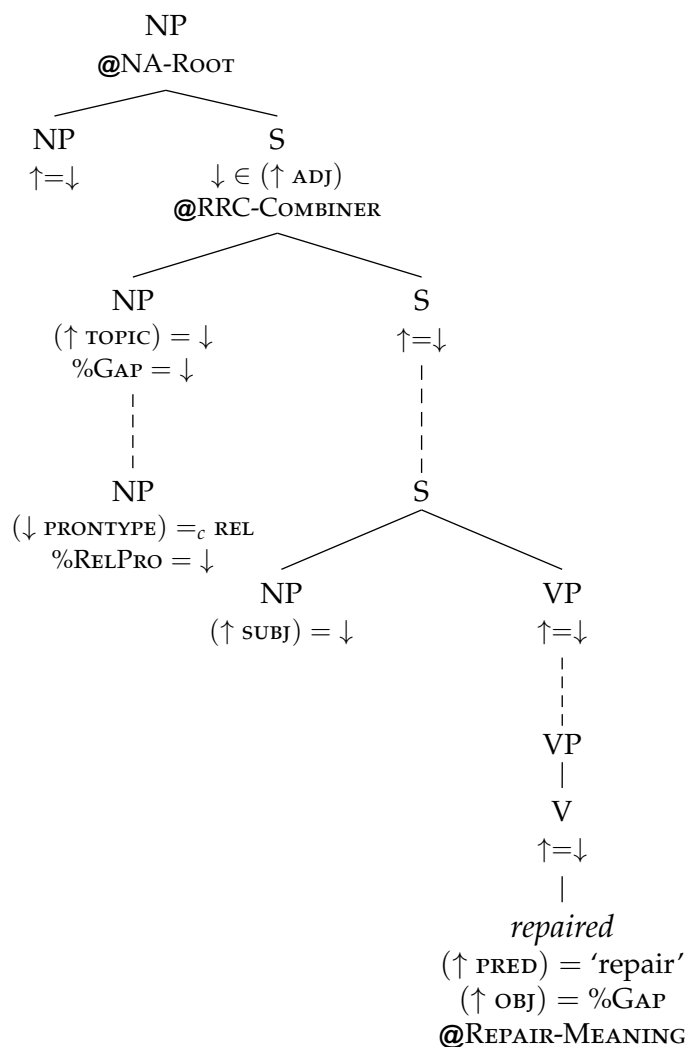 NP
@NA-ROOT
NP S
↑=↓ ↓ ∈ (↑ ADJ)
@RRC-COMBINER
NP S
(↑ TOPIC) = ↓ ↑=↓
%GAP = ↓
NP S
(↓ PRONTYPE) =c REL
%RELPRO = ↓
NP VP
(↑ SUBJ) = ↓ ↑=↓
VP
V
↑=↓
repaired
(↑ PRED) = ‘repair’
(↑ OBJ) = %GAP
@REPAIR-MEANING